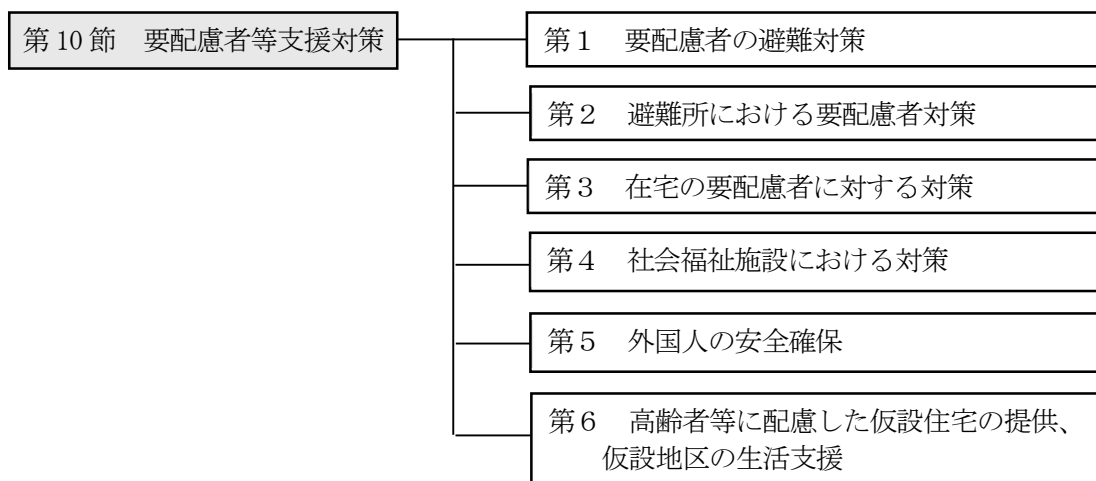 第10節　要配慮者等支援対策
第１　要配慮者の避難対策
第２　避難所における要配慮者対策
第３　在宅の要配慮者に対する対策
第４　社会福祉施設における対策
第５　外国人の安全確保
第６　高齢者等に配慮した仮設住宅の提供、
仮設地区の生活支援